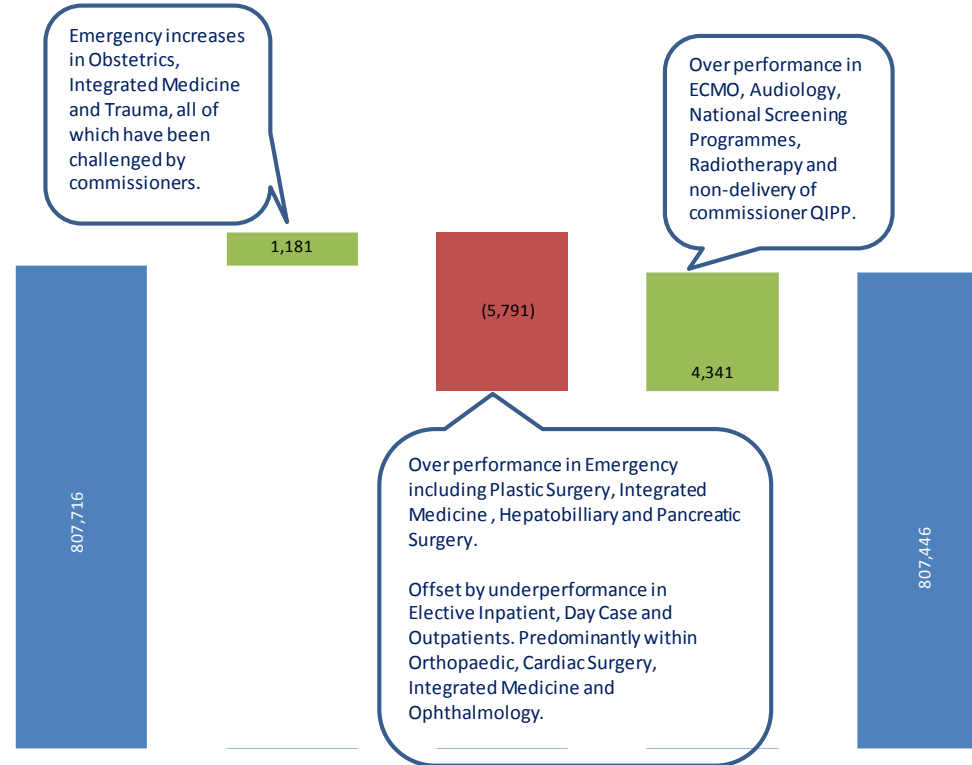 Emergency increases
in Obstetrics,
Integrated Medicine
and Trauma, all of
which have been
challenged by
commissioners.
Over performance in
ECMO, Audiology,
National Screening
Programmes,
Radiotherapy and
non-delivery of
commissioner QIPP.
1,181
(5,791)
4,341
807,716
807,446
Over performance in Emergency
including Plastic Surgery, Integrated
Medicine , Hepatobilliary and Pancreatic
Surgery.
Offset by underperformance in
Elective Inpatient, Day Case and
Outpatients. Predominantly within
Orthopaedic, Cardiac Surgery,
Integrated Medicine and
Ophthalmology.